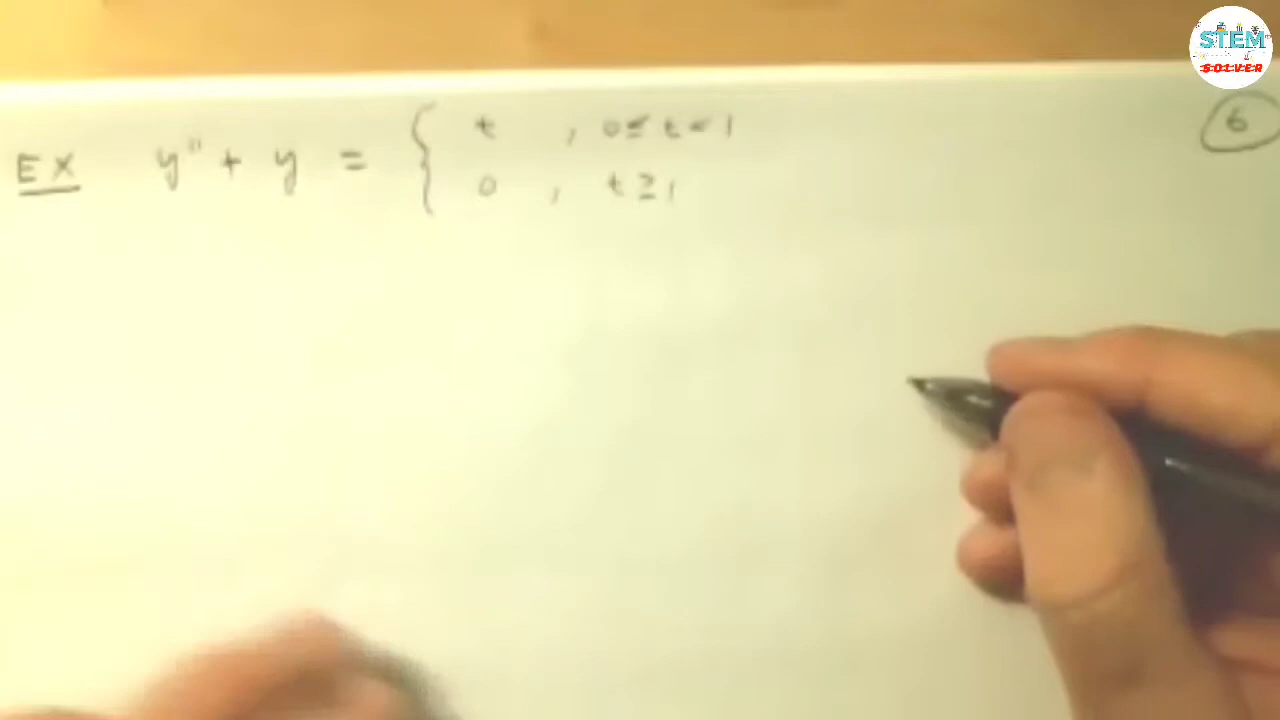 STEM
SOLVER
6
EX y'' + y = { t , 0 ≤ t < 1
0 , t ≥ 1